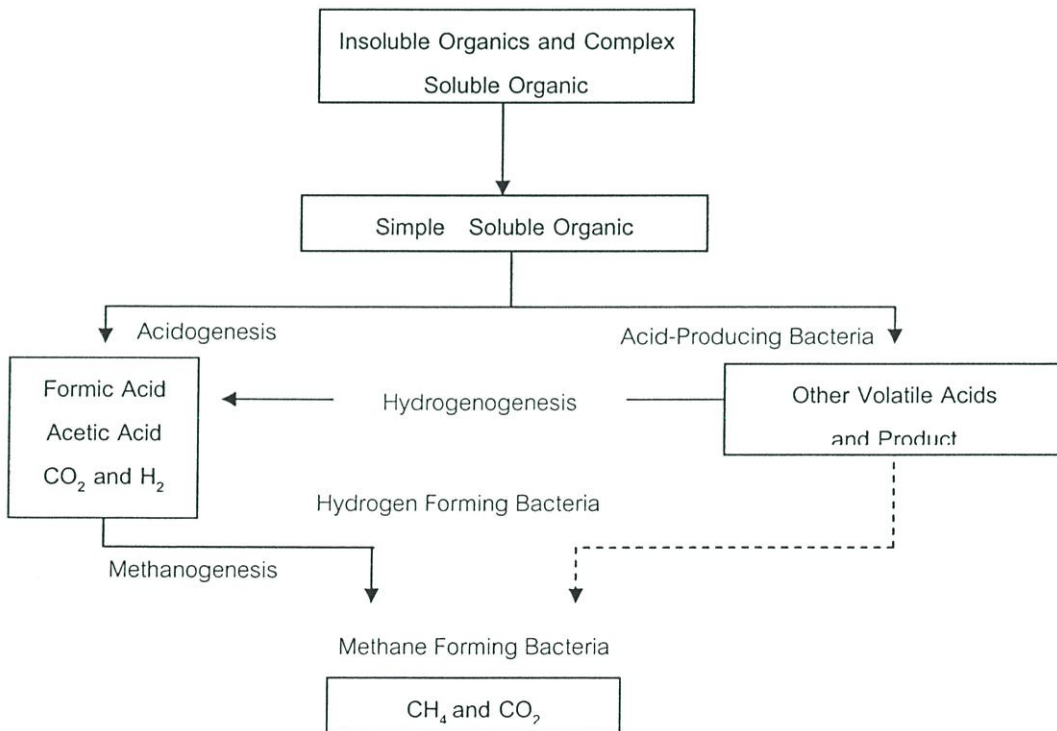 Insoluble Organics and Complex
Soluble Organic
Simple Soluble Organic
Acidogenesis
Acid-Producing Bacteria
Formic Acid
Acetic Acid
CO₂ and H₂
Hydrogenogenesis
Other Volatile Acids
and Product
Hydrogen Forming Bacteria
Methanogenesis
Methane Forming Bacteria
CH₄ and CO₂